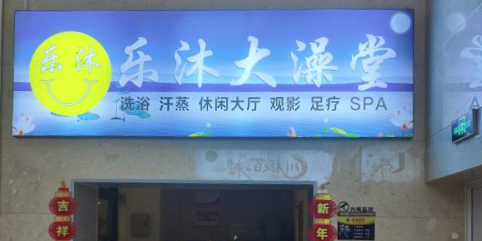 乐沐
乐沐大澡堂
洗浴 汗蒸 休闲大厅 观影 足疗 SPA
吉祥
新年